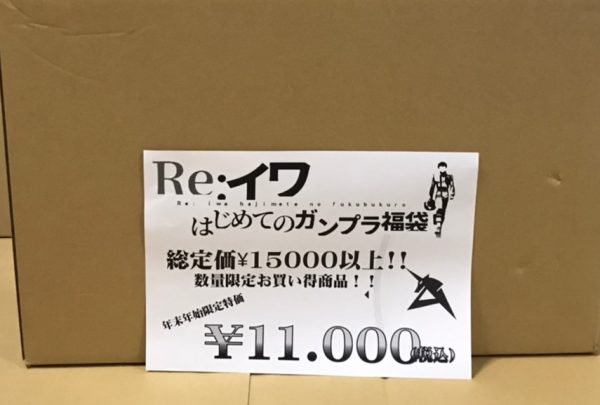 Re:イワ
Re: iwa hajimete no fukubukuro
はじめてのガンプラ福袋
総定価¥15000以上!!
数量限定お買い得商品!!
年末年始限定特価
¥11.000(税込)